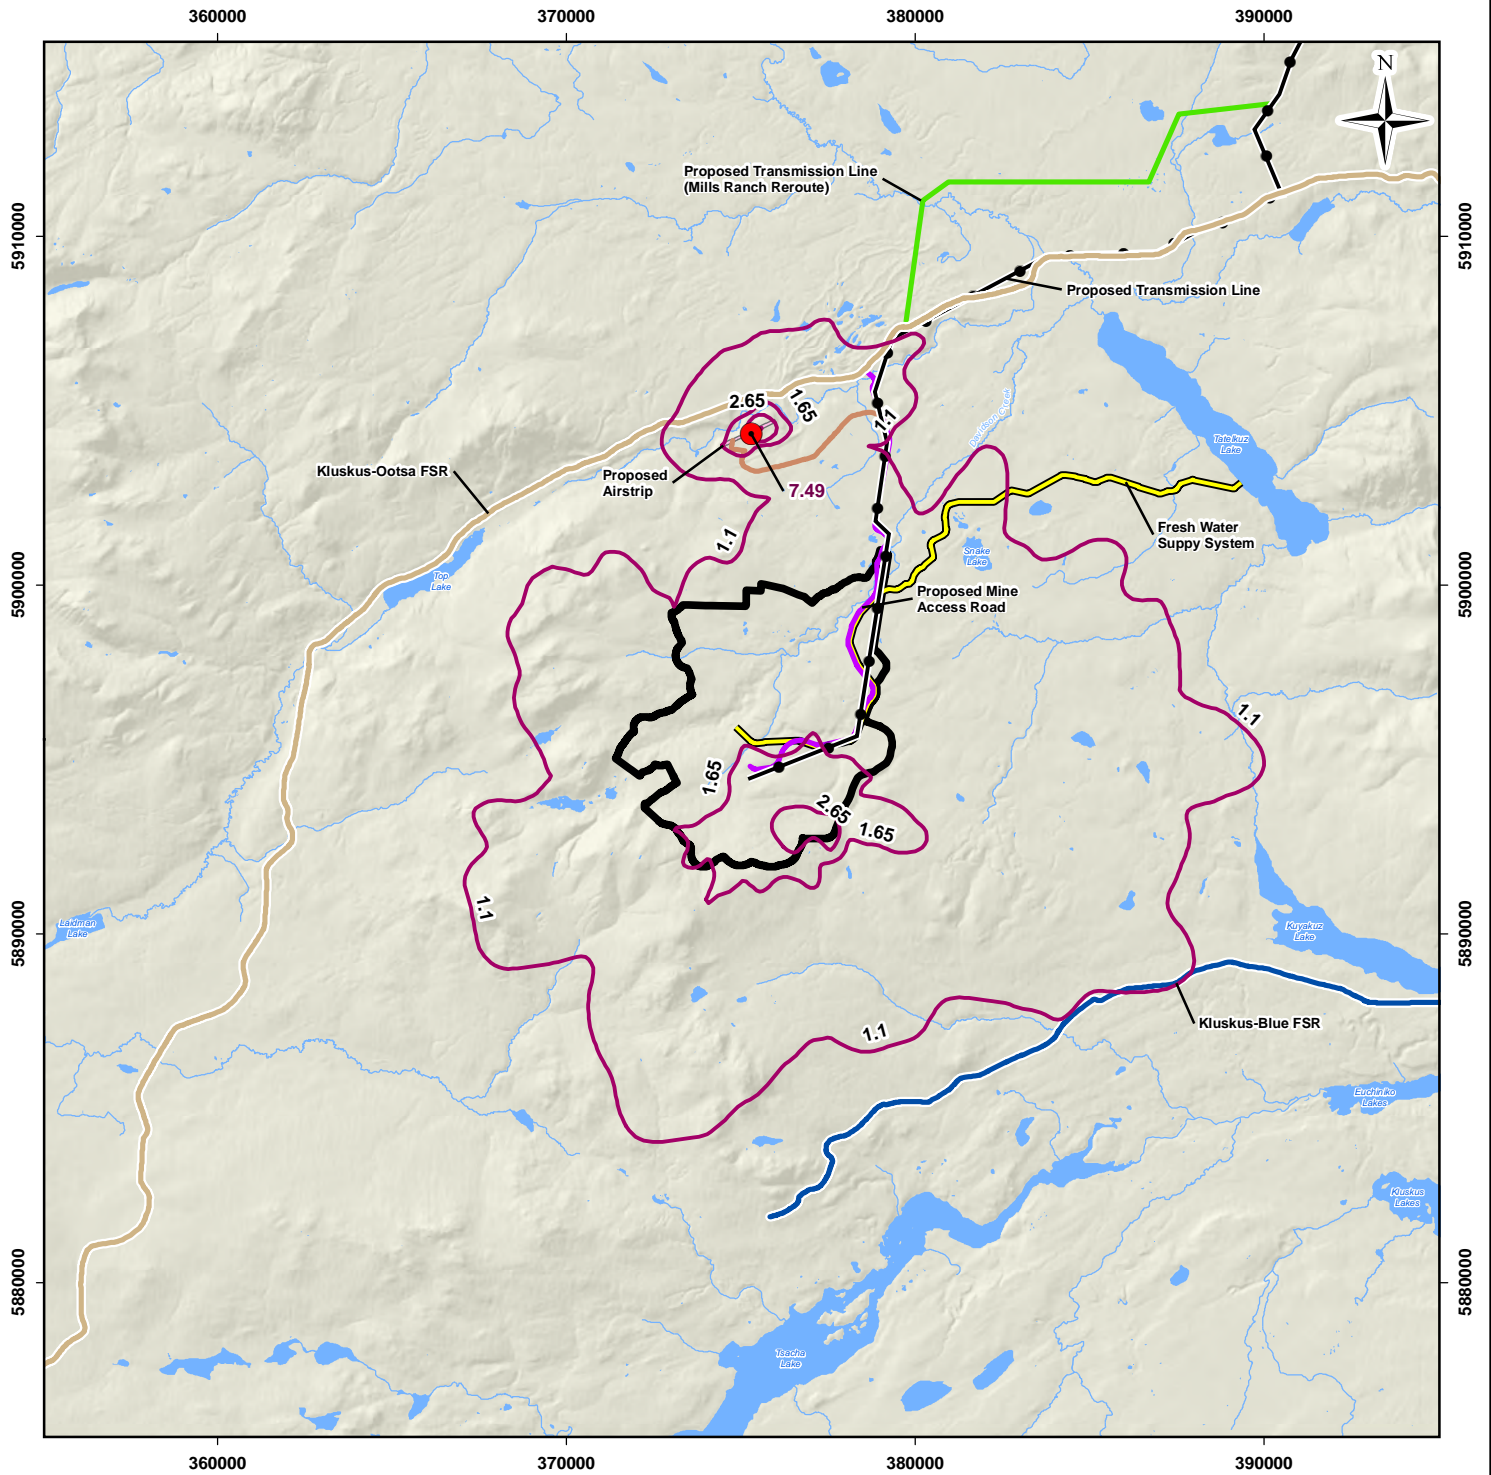 360000
370000
380000
390000
N
Proposed Transmission Line
(Mills Ranch Reroute)
5910000
5910000
Proposed Transmission Line
2.65
1.65
1.1
Davidson Creek
Tatelkuz
Lake
Kluskus-Ootsa FSR
Proposed
Airstrip
7.49
Fresh Water
Suppy System
1.1
Snake
Lake
Top
Lake
5900000
5900000
Proposed Mine
Access Road
1.1
1.65
2.65
1.65
1.1
Laidman
Lake
Kuyakuz
Lake
5890000
5890000
1.1
Kluskus-Blue FSR
Euchiniko
Lakes
Kluskus
Lakes
5880000
5880000
Tsacha
Lake
360000
370000
380000
390000